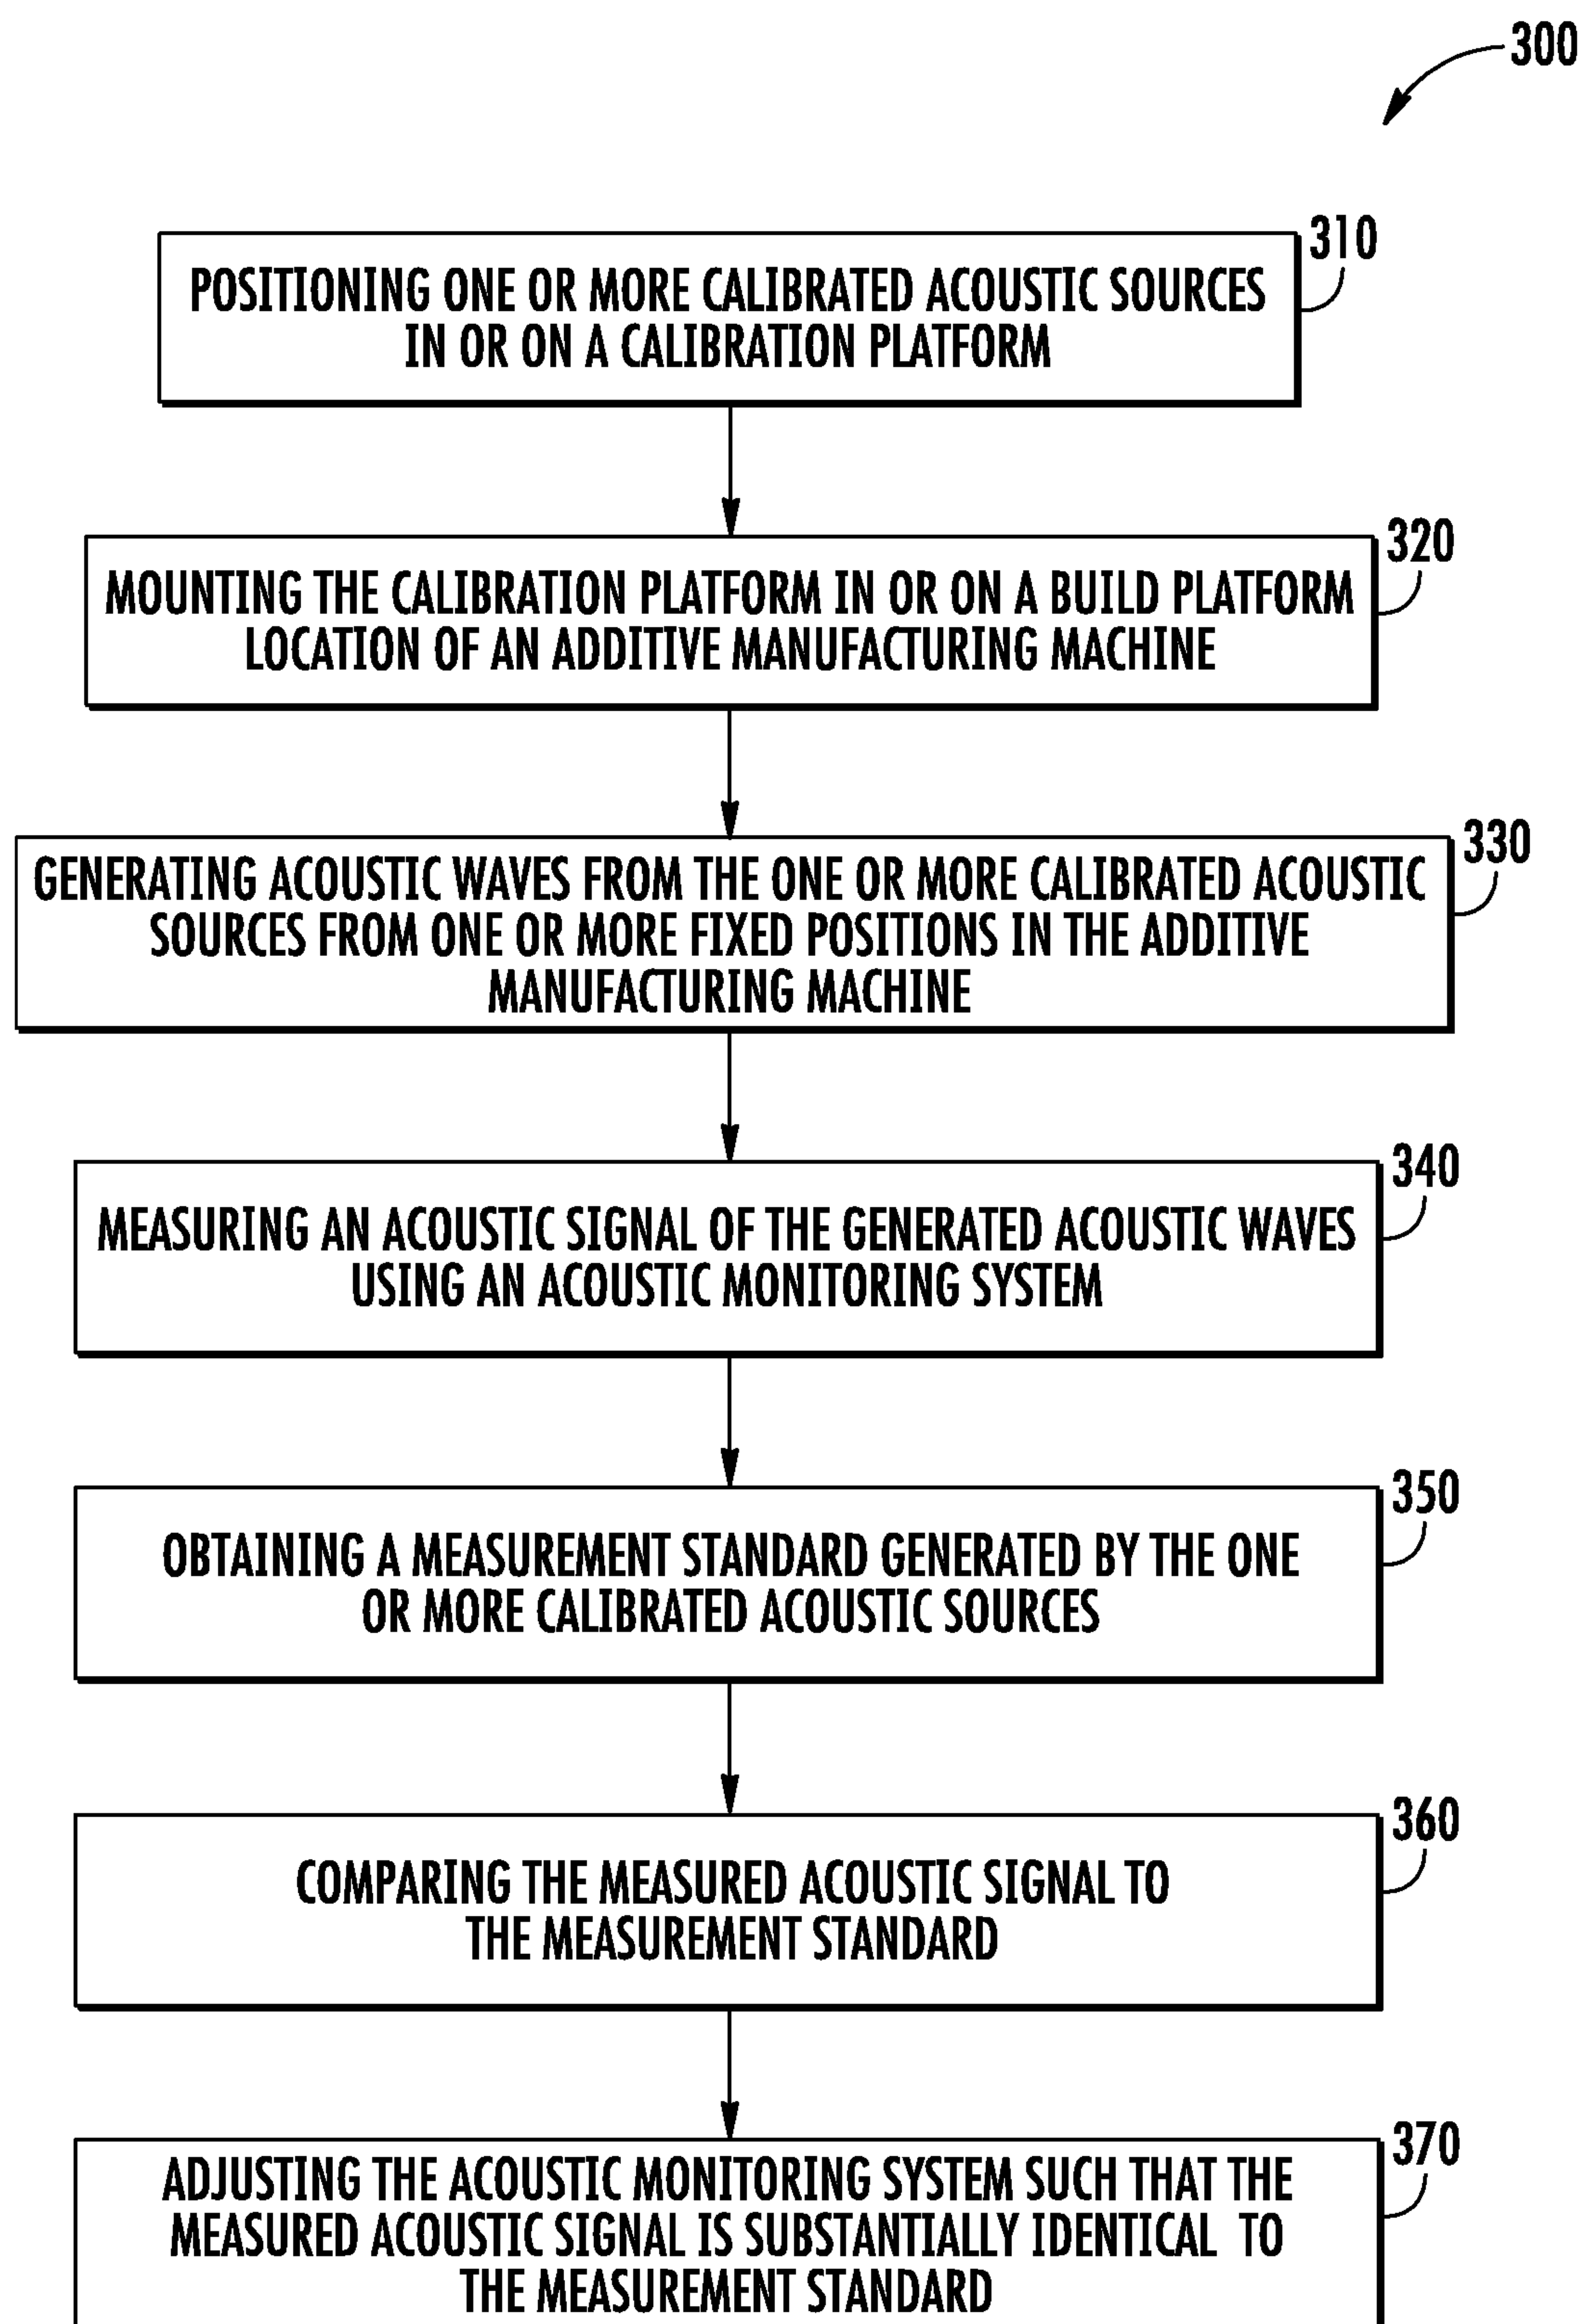 300
310
POSITIONING ONE OR MORE CALIBRATED ACOUSTIC SOURCES
IN OR ON A CALIBRATION PLATFORM
320
MOUNTING THE CALIBRATION PLATFORM IN OR ON A BUILD PLATFORM
LOCATION OF AN ADDITIVE MANUFACTURING MACHINE
330
GENERATING ACOUSTIC WAVES FROM THE ONE OR MORE CALIBRATED ACOUSTIC
SOURCES FROM ONE OR MORE FIXED POSITIONS IN THE ADDITIVE
MANUFACTURING MACHINE
340
MEASURING AN ACOUSTIC SIGNAL OF THE GENERATED ACOUSTIC WAVES
USING AN ACOUSTIC MONITORING SYSTEM
350
OBTAINING A MEASUREMENT STANDARD GENERATED BY THE ONE
OR MORE CALIBRATED ACOUSTIC SOURCES
360
COMPARING THE MEASURED ACOUSTIC SIGNAL TO
THE MEASUREMENT STANDARD
370
ADJUSTING THE ACOUSTIC MONITORING SYSTEM SUCH THAT THE
MEASURED ACOUSTIC SIGNAL IS SUBSTANTIALLY IDENTICAL TO
THE MEASUREMENT STANDARD